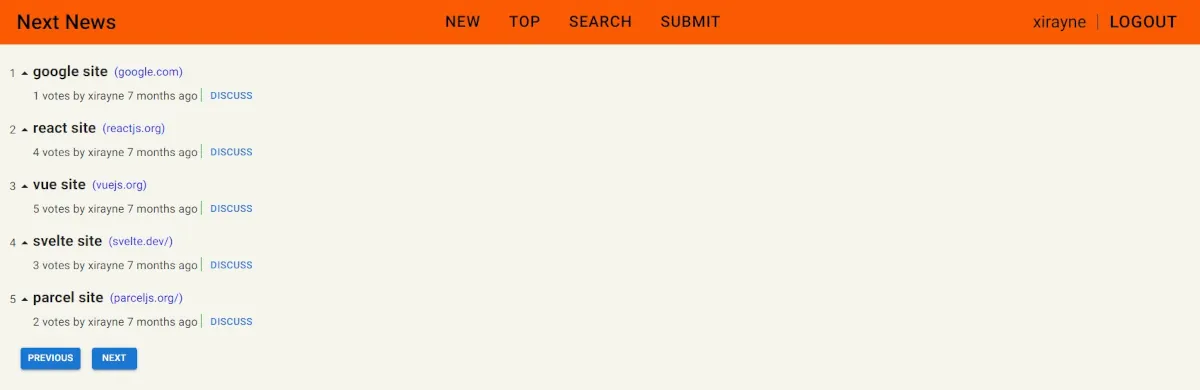 Next News NEW TOP SEARCH SUBMIT xirayne | LOGOUT
1 google site (google.com)
1 votes by xirayne 7 months ago | DISCUSS
2 react site (reactjs.org)
4 votes by xirayne 7 months ago | DISCUSS
3 vue site (vuejs.org)
5 votes by xirayne 7 months ago | DISCUSS
4 svelte site (svelte.dev/)
3 votes by xirayne 7 months ago | DISCUSS
5 parcel site (parceljs.org/)
2 votes by xirayne 7 months ago | DISCUSS
PREVIOUS NEXT